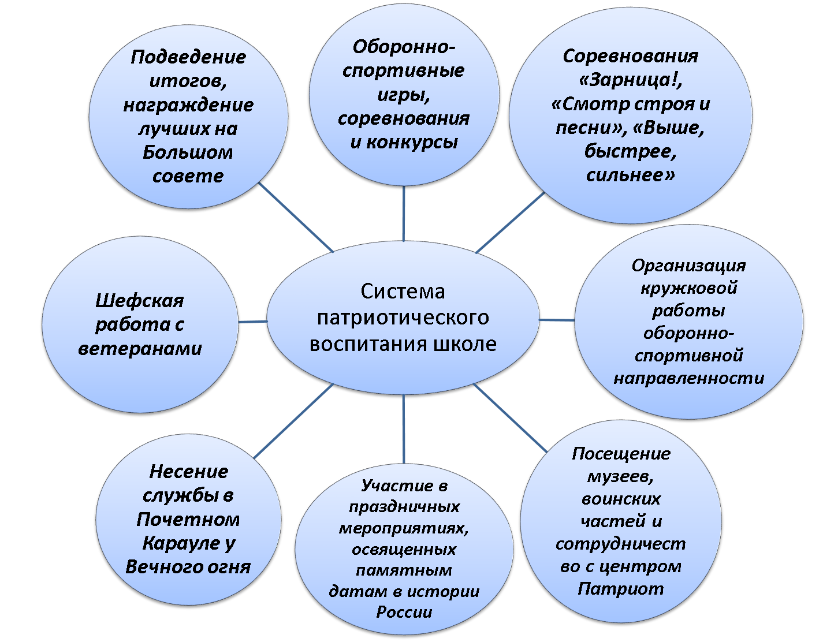 Подведение
итогов,
награждение
лучших на
Большом
совете
Оборонно-
спортивные
игры,
соревнования
и конкурсы
Соревнования
«Зарница!,
«Смотр строя и
песни», «Выше,
быстрее,
сильнее»
Шефская
работа с
ветеранами
Система
патриотического
воспитания школе
Организация
кружковой
работы
оборонно-
спортивной
направленности
Несение
службы в
Почетном
Карауле у
Вечного огня
Участие в
праздничных
мероприятиях,
освященных
памятным
датам в истории
России
Посещение
музеев,
воинских
частей и
сотрудничест
во с центром
Патриот